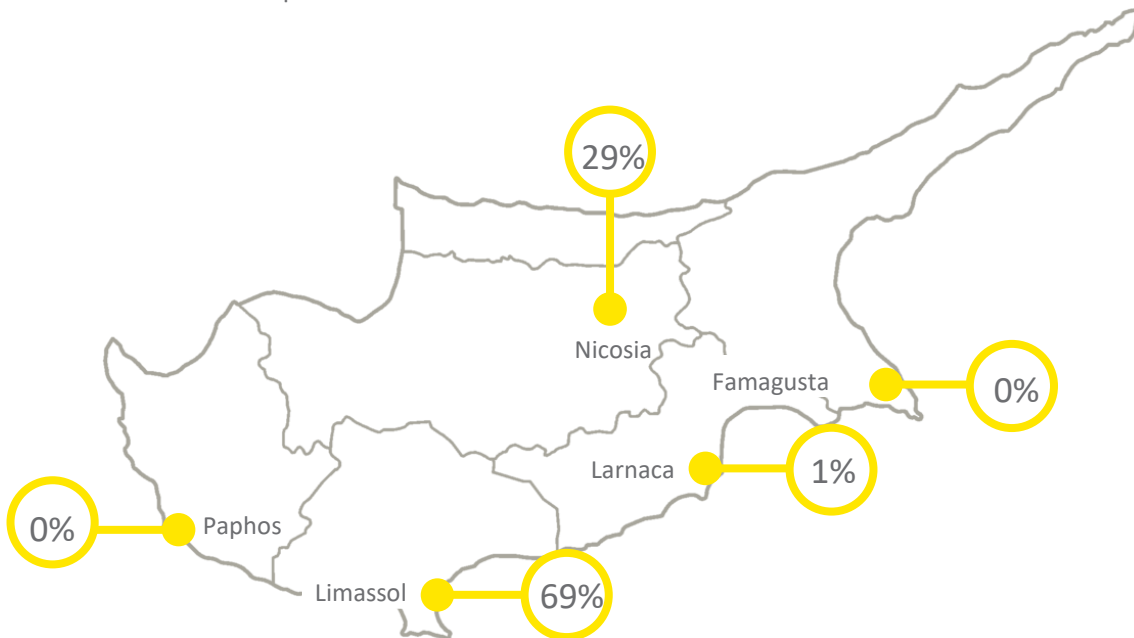 29%
Nicosia
Famagusta
0%
Larnaca
1%
0%
Paphos
Limassol
69%